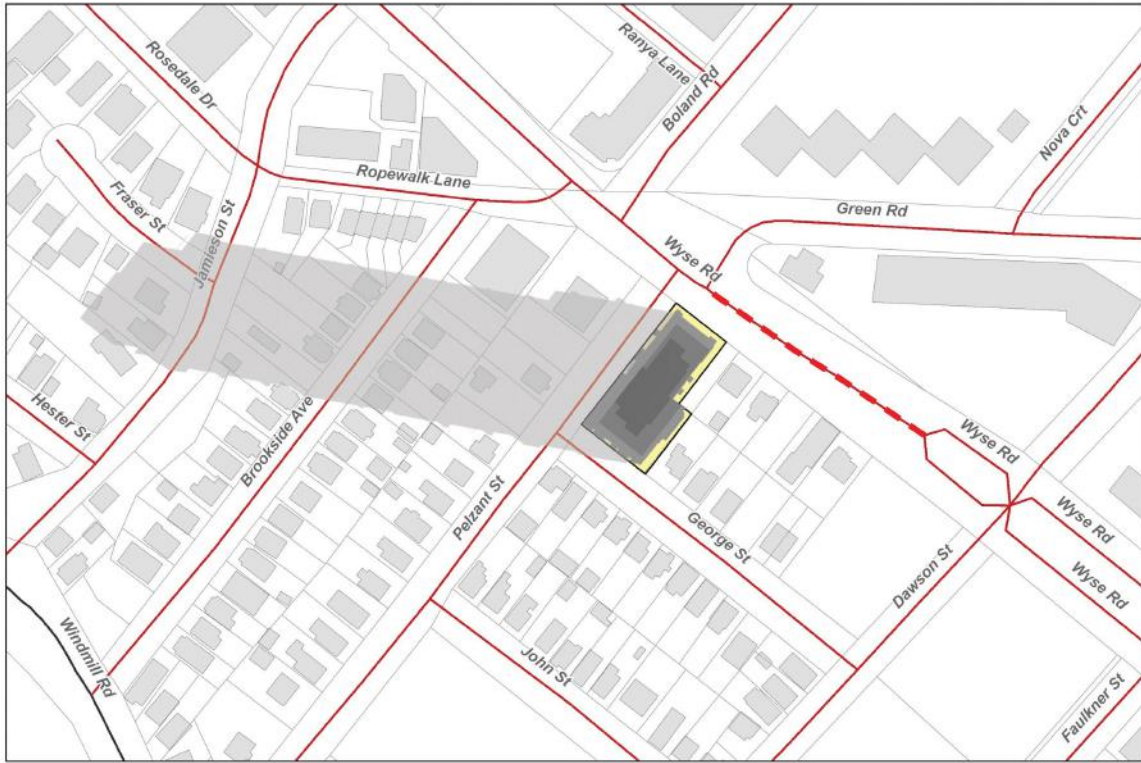 Ranya Lane
Boland Rd
Rosedale Dr
Nova Crt
Ropewalk Lane
Fraser St
Green Rd
Jamieson St
Wyse Rd
Hester St
Brookside Ave
Wyse Rd
Pelzant St
Wyse Rd
George St
Dawson St
Wyse Rd
Windmill Rd
John St
Faulkner St